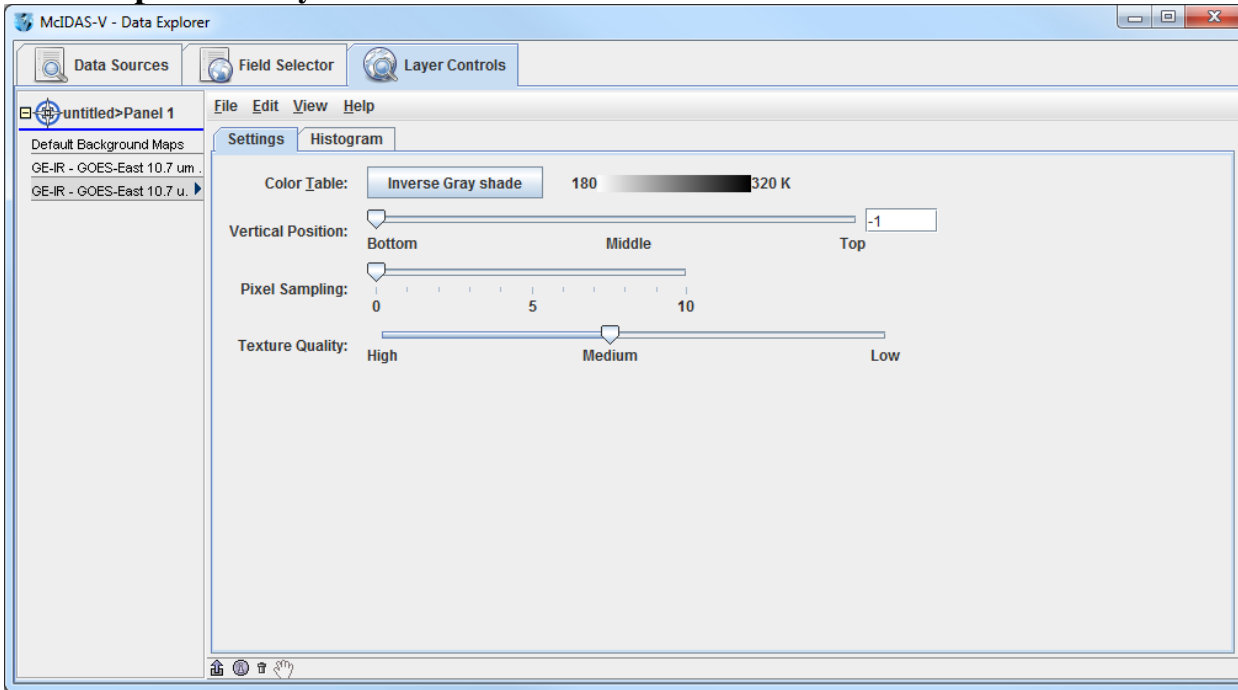 McIDAS-V - Data Explorer
Data Sources Field Selector Layer Controls
untitled>Panel 1
File Edit View Help
Default Background Maps
Settings Histogram
GE-IR - GOES-East 10.7 um .
GE-IR - GOES-East 10.7 u.
Color Table: Inverse Gray shade 180 320 K
Vertical Position: -1
Bottom Middle Top
Pixel Sampling:
0 5 10
Texture Quality:
High Medium Low